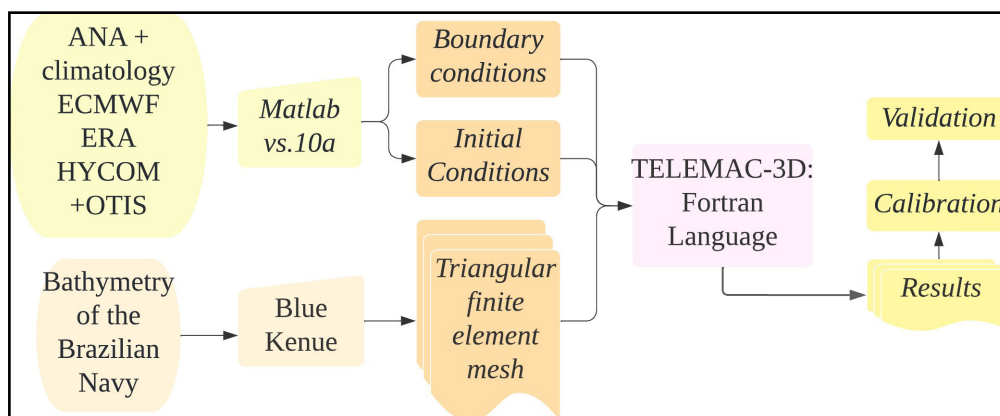 ANA +
climatology
ECMWF
ERA
HYCOM
+OTIS
Matlab
vs.10a
Boundary
conditions
Initial
Conditions
Bathymetry
of the
Brazilian
Navy
Blue
Kenue
Triangular
finite
element
mesh
TELEMAC-3D:
Fortran
Language
Validation
Calibration
Results